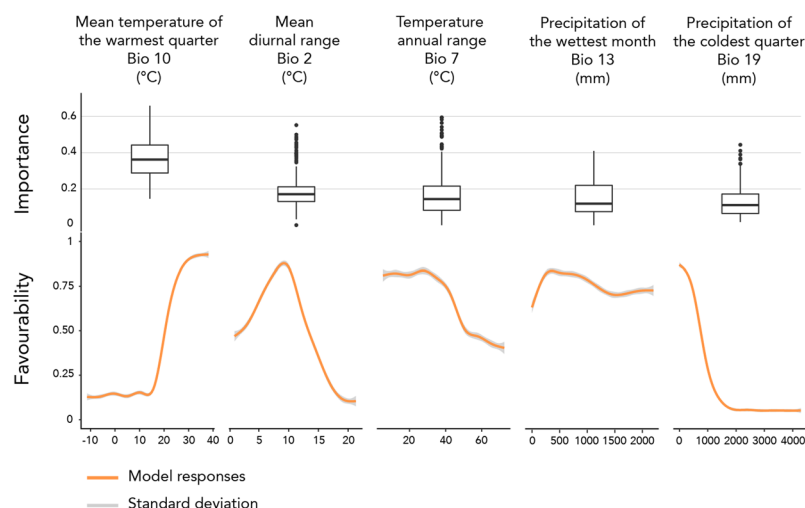 Mean temperature of
the warmest quarter
Bio 10
(°C)
Mean
diurnal range
Bio 2
(°C)
Temperature
annual range
Bio 7
(°C)
Precipitation of
the wettest month
Bio 13
(mm)
Precipitation of
the coldest quarter
Bio 19
(mm)
Importance
0.6
0.4
0.2
0
Favourability
1
0.75
0.50
0.25
0
-10 0 10 20 30 40
0 5 10 15 20
20 40 60
0 500 1000 1500 2000
0 1000 2000 3000 4000
Model responses
Standard deviation